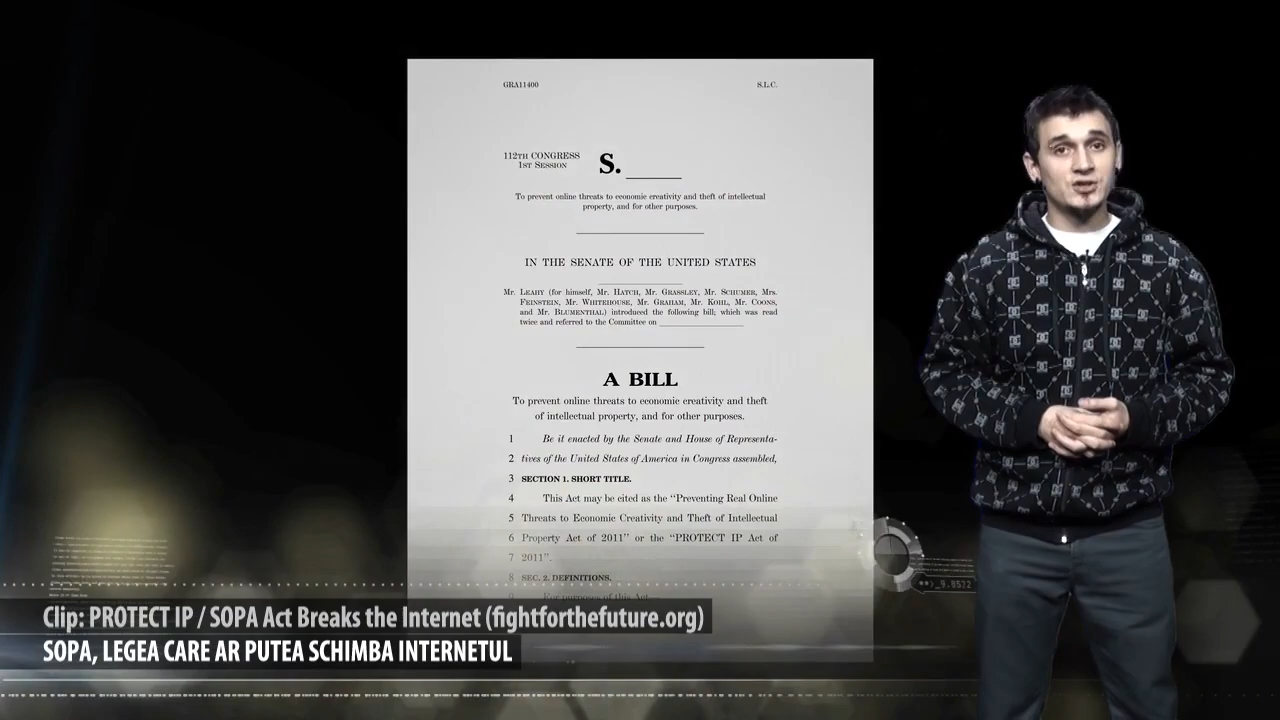 GRA11400 S.L.C.
112TH CONGRESS
1ST SESSION
S.
To prevent online threats to economic creativity and theft of intellectual
property, and for other purposes.
IN THE SENATE OF THE UNITED STATES
Mr. LEAHY (for himself, Mr. HATCH, Mr. GRASSLEY, Mr. SCHUMER, Mrs.
FEINSTEIN, Mr. WHITEHOUSE, Mr. GRAHAM, Mr. KOHL, Mr. COONS,
and Mr. BLUMENTHAL) introduced the following bill; which was read
twice and referred to the Committee on
A BILL
To prevent online threats to economic creativity and theft
of intellectual property, and for other purposes.
1 Be it enacted by the Senate and House of Representa-
2 tives of the United States of America in Congress assembled,
3 SECTION 1. SHORT TITLE.
4 This Act may be cited as the ‘‘Preventing Real Online
5 Threats to Economic Creativity and Theft of Intellectual
6 Property Act of 2011’’ or the ‘‘PROTECT IP Act of
7 2011’’.
8 SEC. 2. DEFINITIONS.
9 For purposes of this Act—
Clip: PROTECT IP / SOPA Act Breaks the Internet (fightforthefuture.org)
SOPA, LEGEA CARE AR PUTEA SCHIMBA INTERNETUL